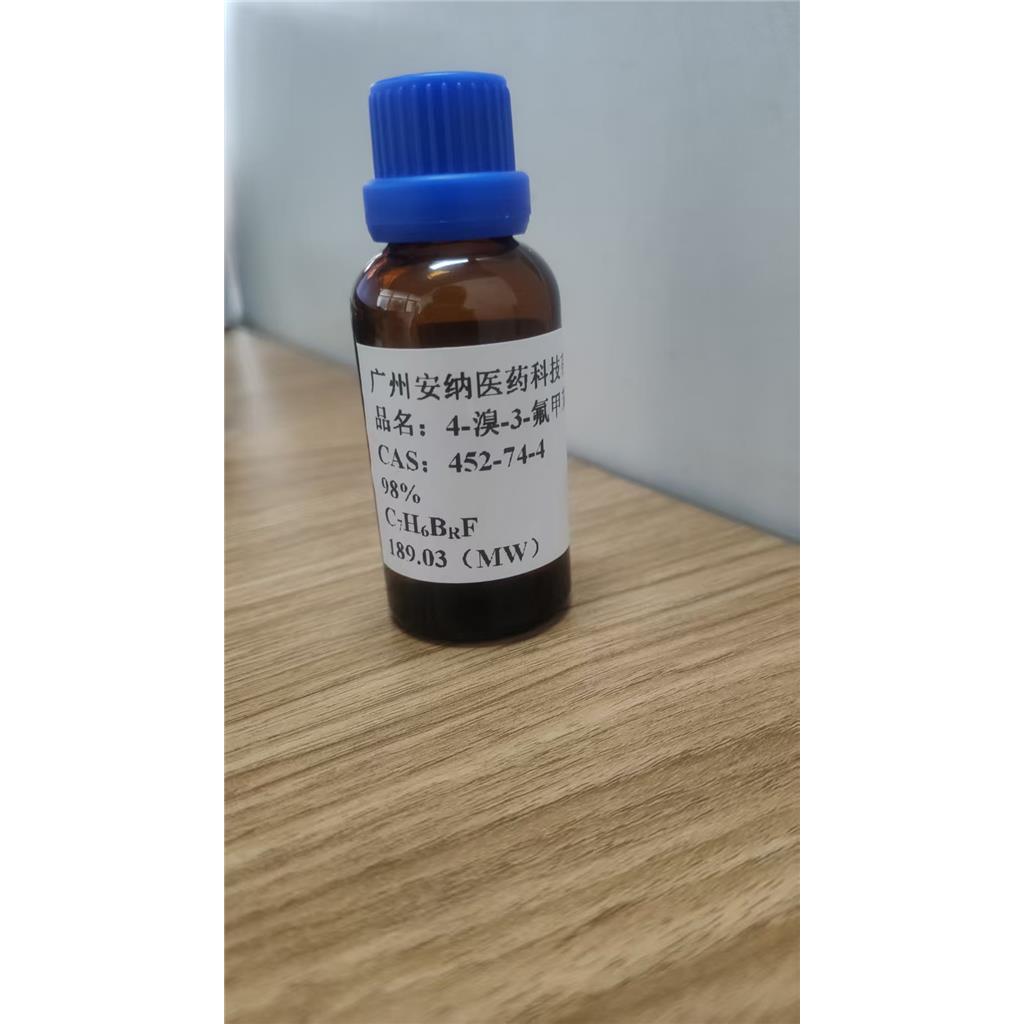 广州安纳医药科技
品名：4-溴-3-氟甲
CAS：452-74-4
98%
C₇H₆BRF
189.03（MW）